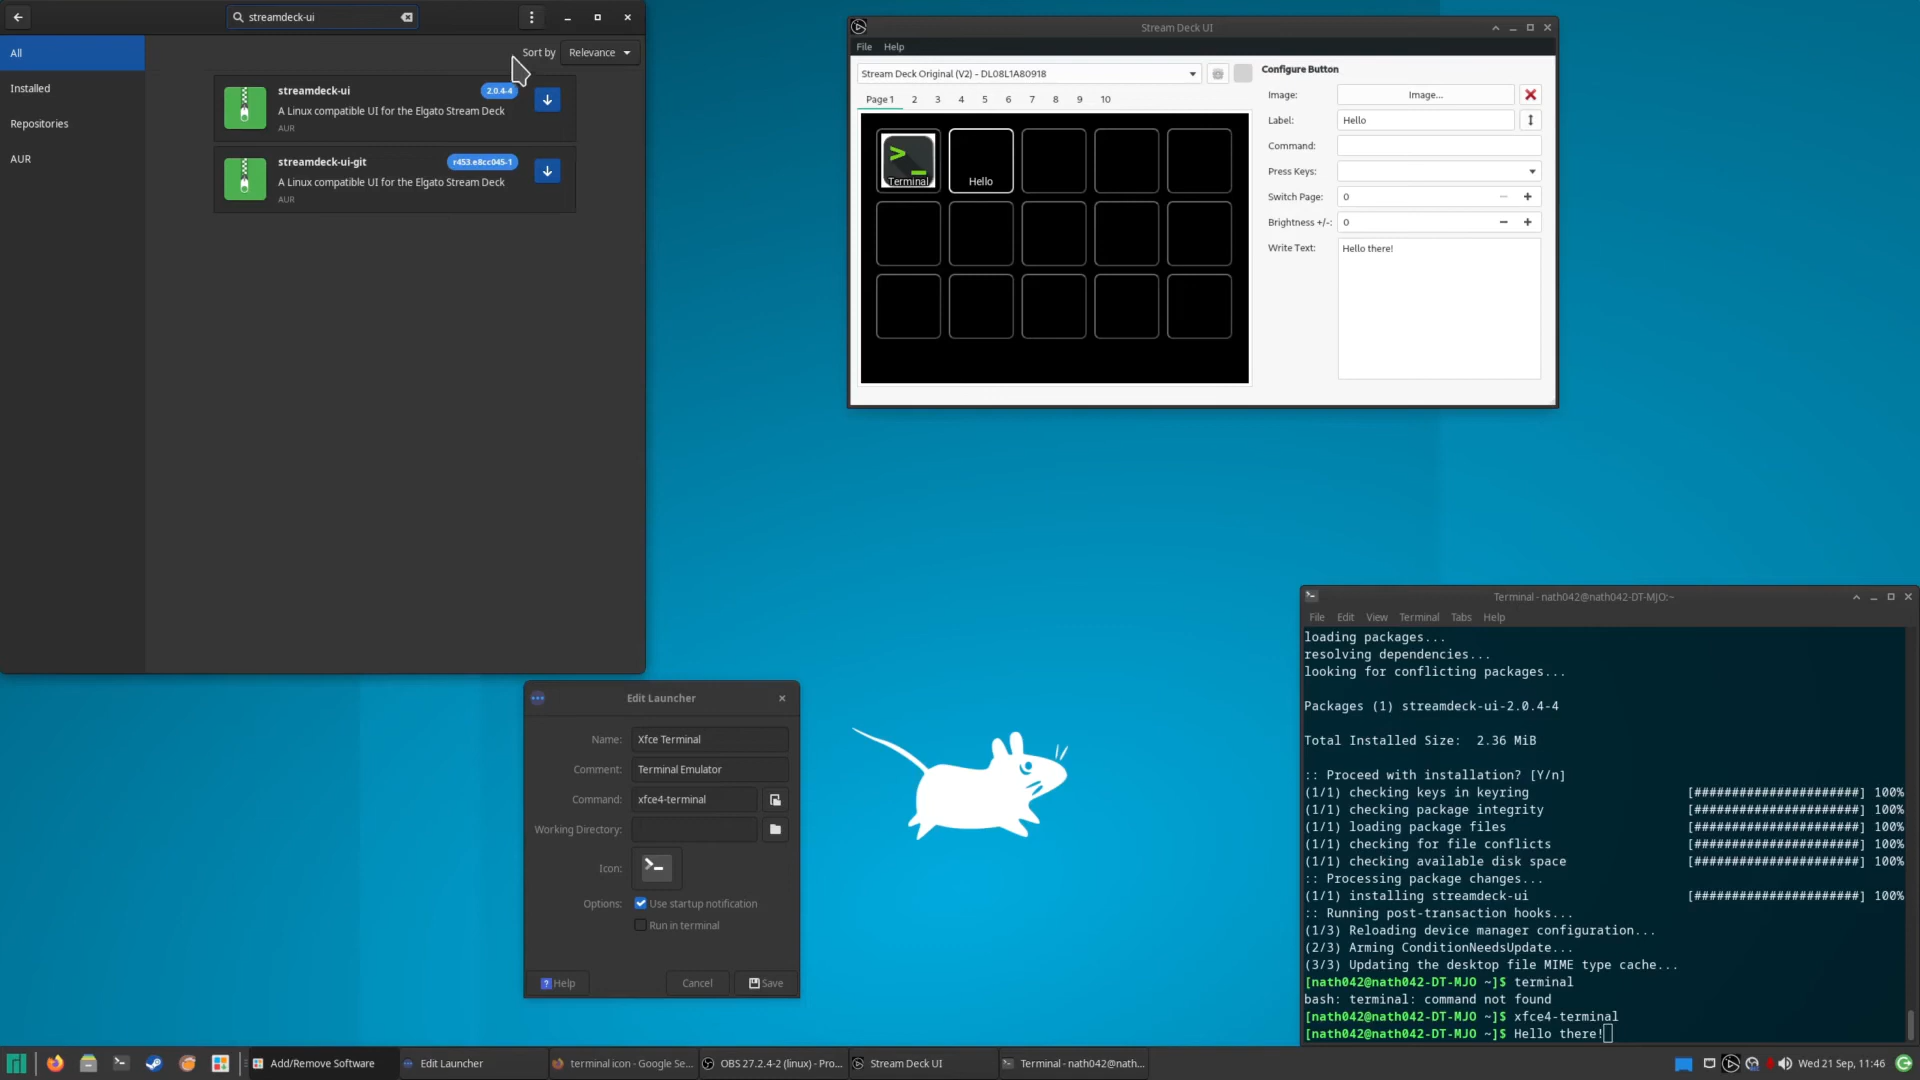 streamdeck-ui
All
Installed
Repositories
AUR
Sort by
Relevance
streamdeck-ui
2.0.4-4
A Linux compatible UI for the Elgato Stream Deck
AUR
streamdeck-ui-git
r453.e8cc045-1
A Linux compatible UI for the Elgato Stream Deck
AUR
Stream Deck UI
File Help
Stream Deck Original (V2) - DL08L1A80918
Page 1 2 3 4 5 6 7 8 9 10
Terminal
Hello
Configure Button
Image: Image...
Label: Hello
Command:
Press Keys:
Switch Page: 0
Brightness +/-: 0
Write Text: Hello there!
Edit Launcher
Name: Xfce Terminal
Comment: Terminal Emulator
Command: xfce4-terminal
Working Directory:
Icon:
Options: Use startup notification
Run in terminal
Help Cancel Save
Terminal - nath042@nath042-DT-MJO:~
File Edit View Terminal Tabs Help
loading packages...
resolving dependencies...
looking for conflicting packages...
Packages (1) streamdeck-ui-2.0.4-4
Total Installed Size:  2.36 MiB
:: Proceed with installation? [Y/n]
(1/1) checking keys in keyring [######################] 100%
(1/1) checking package integrity [######################] 100%
(1/1) loading package files [######################] 100%
(1/1) checking for file conflicts [######################] 100%
(1/1) checking available disk space [######################] 100%
:: Processing package changes...
(1/1) installing streamdeck-ui [######################] 100%
:: Running post-transaction hooks...
(1/3) Reloading device manager configuration...
(2/3) Arming ConditionNeedsUpdate...
(3/3) Updating the desktop file MIME type cache...
[nath042@nath042-DT-MJO ~]$ terminal
bash: terminal: command not found
[nath042@nath042-DT-MJO ~]$ xfce4-terminal
[nath042@nath042-DT-MJO ~]$ Hello there!
Add/Remove Software
Edit Launcher
terminal icon - Google Se...
OBS 27.2.4-2 (linux) - Pro...
Stream Deck UI
Terminal - nath042@nath...
Wed 21 Sep, 11:46